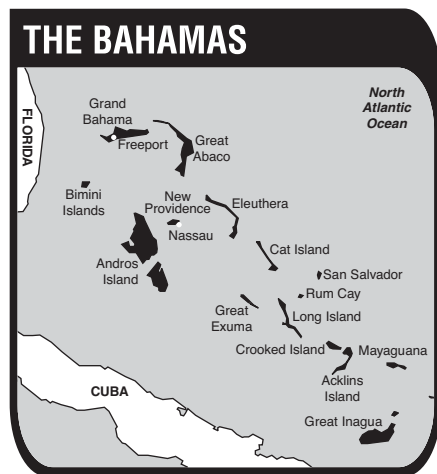 THE BAHAMAS
North
Atlantic
Ocean
FLORIDA
Grand
Bahama
Freeport
Great
Abaco
Bimini
Islands
New
Providence
Eleuthera
Nassau
Andros
Island
Cat Island
San Salvador
Rum Cay
Great
Exuma
Long Island
Crooked Island
Mayaguana
Acklins
Island
CUBA
Great Inagua